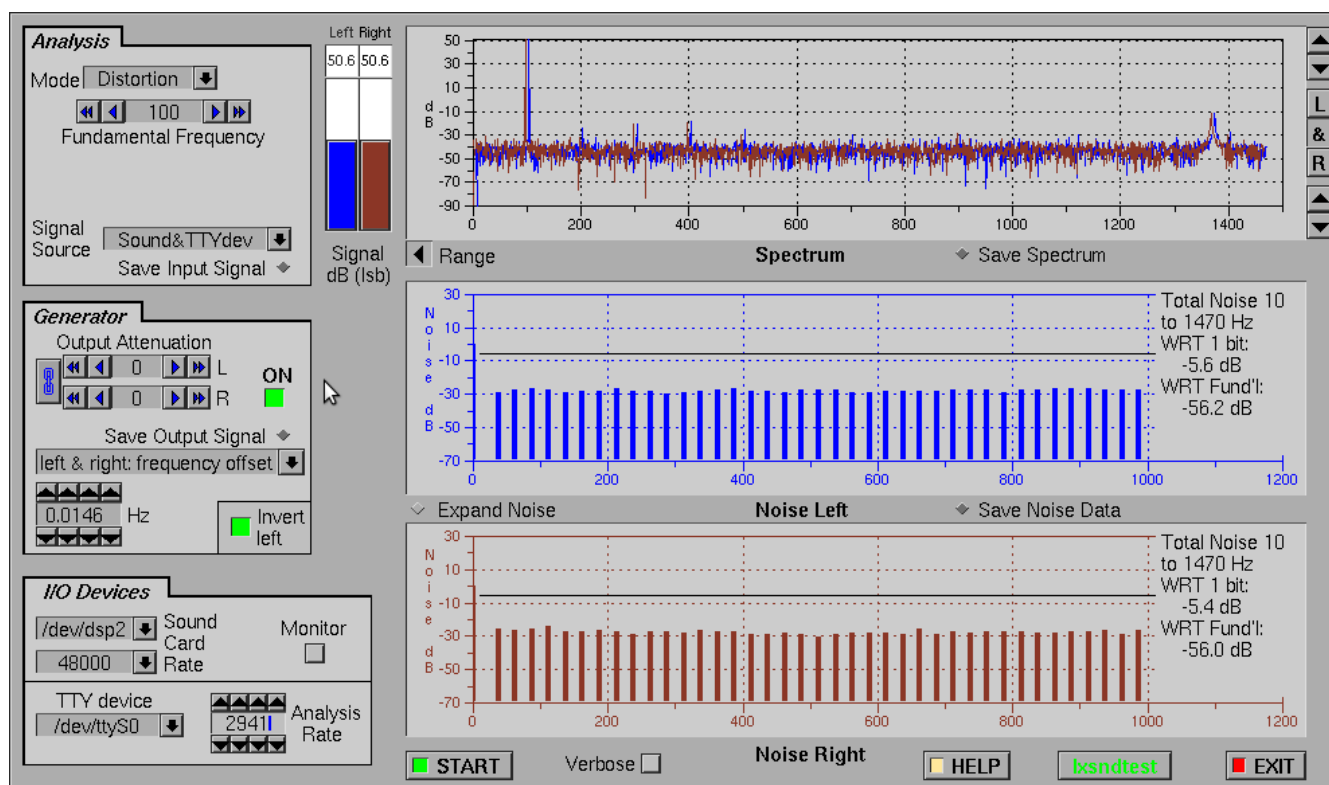 Analysis
Mode Distortion
100
Fundamental Frequency
Signal
Source
Sound&TTYdev
Save Input Signal
Left Right
50.6 50.6
Signal
dB (lsb)
50
30
10
-10
-30
-50
-70
-90
d
B
0 200 400 600 800 1000 1200 1400
Range Spectrum Save Spectrum
L
&
R
Generator
Output Attenuation
0 L
0 R
ON
Save Output Signal
left & right: frequency offset
0.0146 Hz
Invert
left
30
10
-10
-30
-50
-70
N
o
i
s
e
d
B
0 200 400 600 800 1000 1200
Total Noise 10
to 1470 Hz
WRT 1 bit:
-5.6 dB
WRT Fund'l:
-56.2 dB
Expand Noise Noise Left Save Noise Data
30
10
-10
-30
-50
-70
N
o
i
s
e
d
B
0 200 400 600 800 1000 1200
Total Noise 10
to 1470 Hz
WRT 1 bit:
-5.4 dB
WRT Fund'l:
-56.0 dB
I/O Devices
/dev/dsp2
48000
Sound
Card
Rate
Monitor
TTY device
/dev/ttyS0
2941
Analysis
Rate
START Verbose Noise Right HELP lxsndtest EXIT